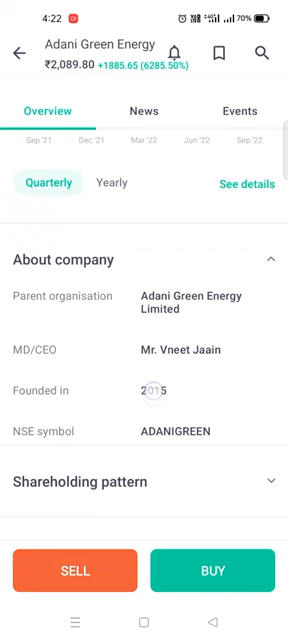 4:22
70%
Adani Green Energy
₹2,089.80 +1885.65 (6285.50%)
Overview News Events
Sep '21 Dec '21 Mar '22 Jun '22 Sep '22
Quarterly Yearly See details
About company
Parent organisation Adani Green Energy
Limited
MD/CEO Mr. Vneet Jaain
Founded in 2015
NSE symbol ADANIGREEN
Shareholding pattern
SELL BUY